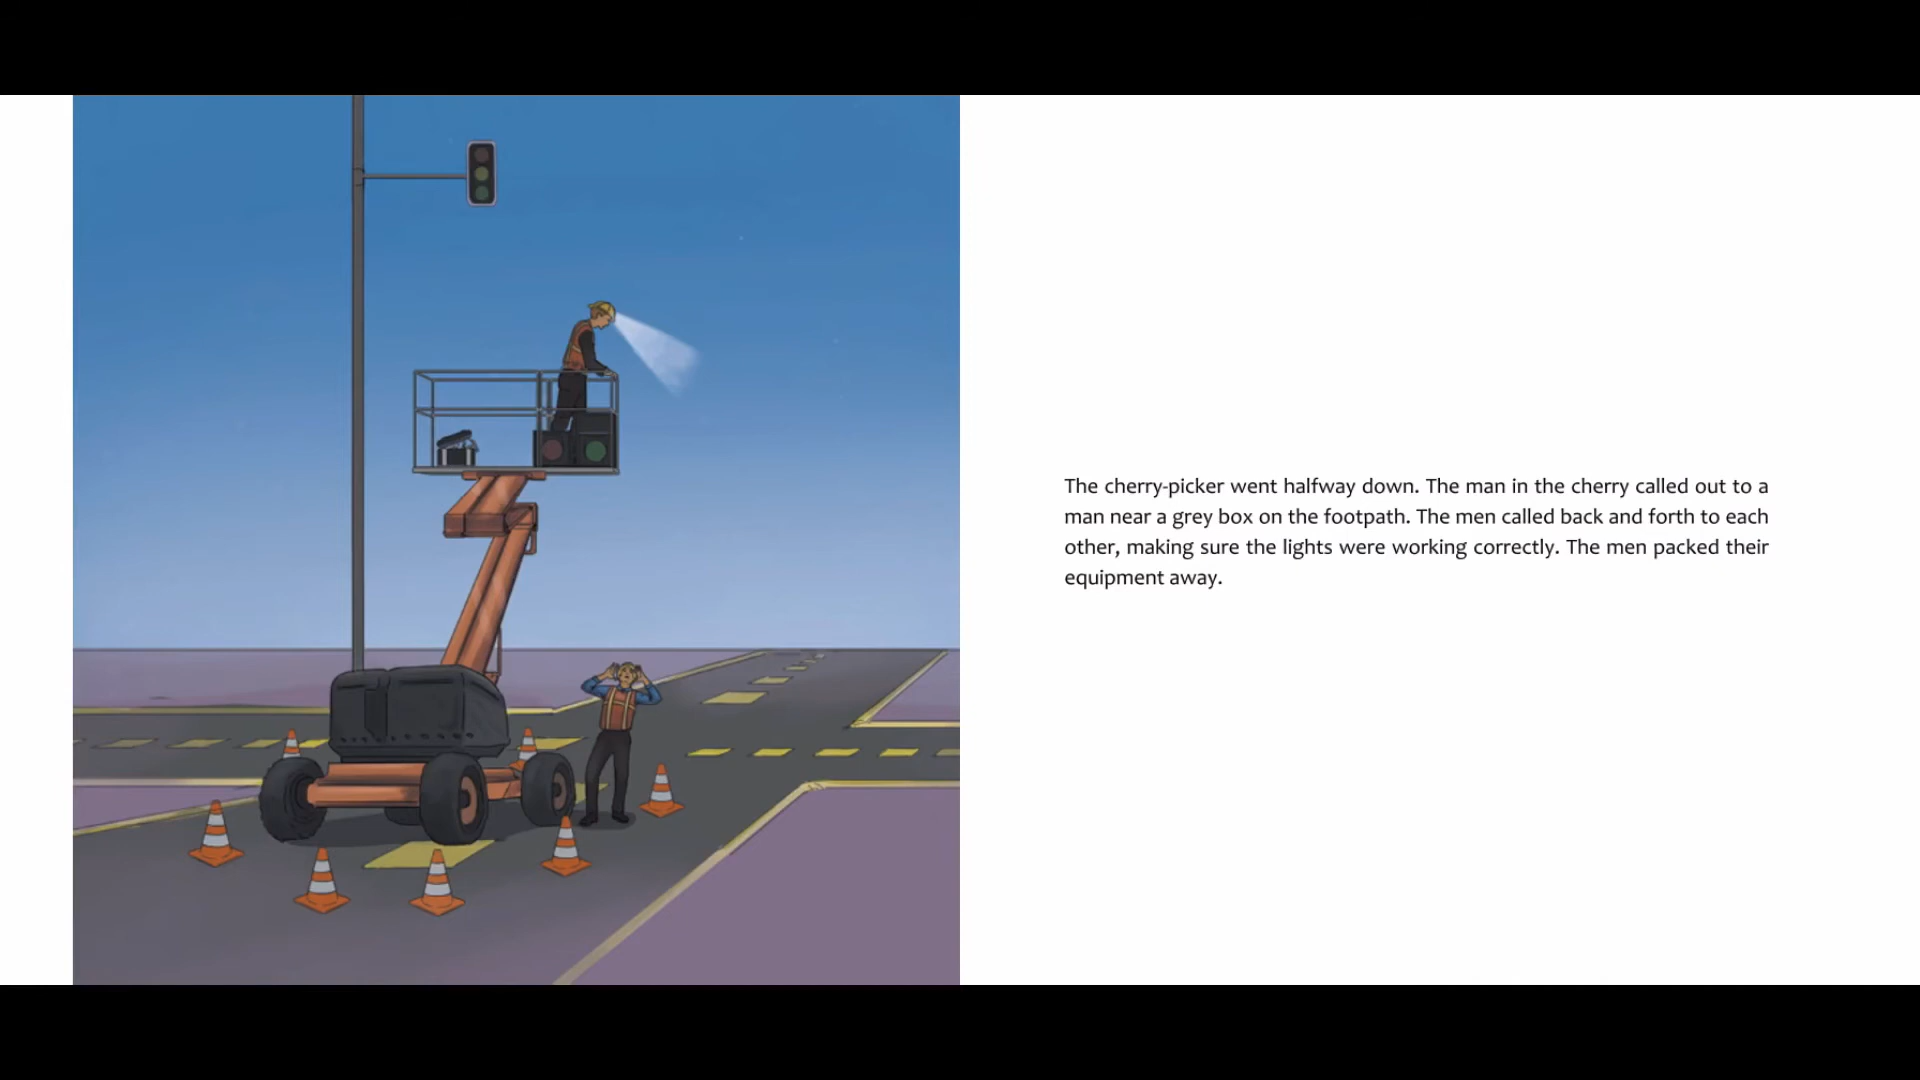 The cherry-picker went halfway down. The man in the cherry called out to a
man near a grey box on the footpath. The men called back and forth to each
other, making sure the lights were working correctly. The men packed their
equipment away.